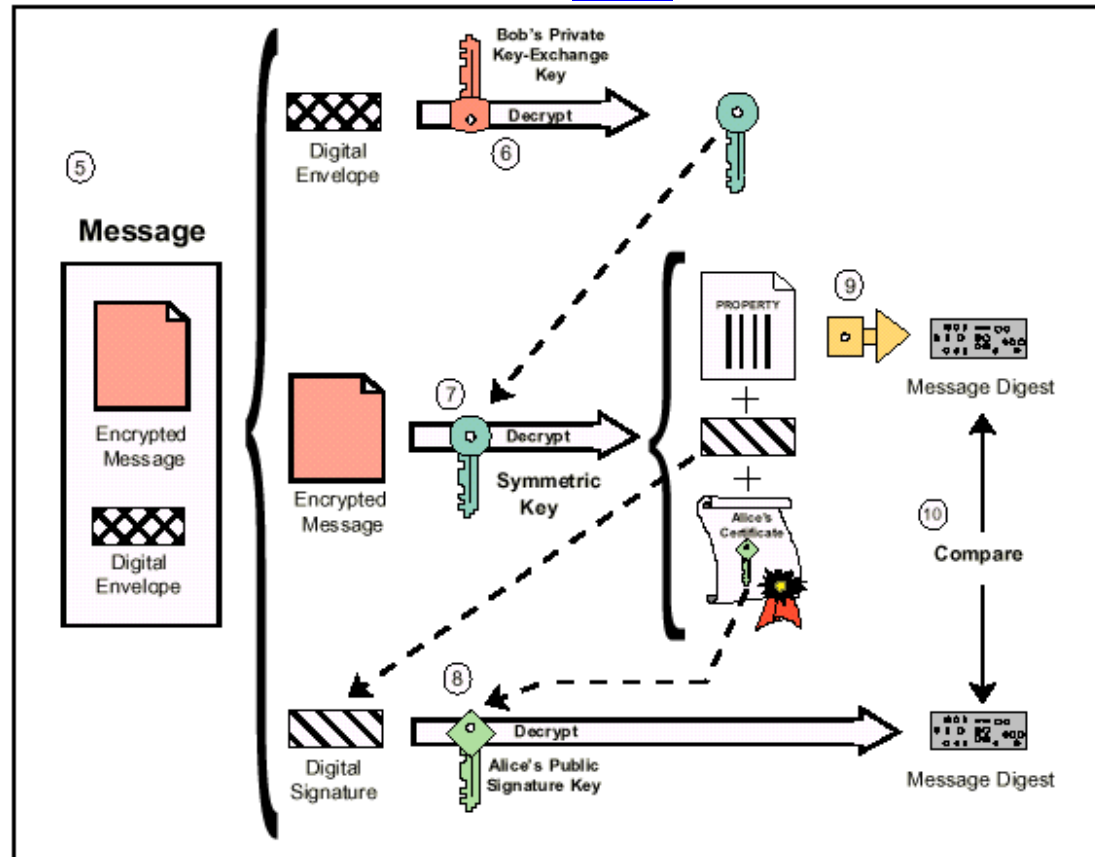 Bob's Private
Key-Exchange
Key
Decrypt
6
Digital
Envelope
5
Message
Encrypted
Message
Digital
Envelope
PROPERTY
9
Message Digest
7
Decrypt
Encrypted
Message
Symmetric
Key
Alice's
Certificate
10
Compare
8
Decrypt
Digital
Signature
Alice's Public
Signature Key
Message Digest